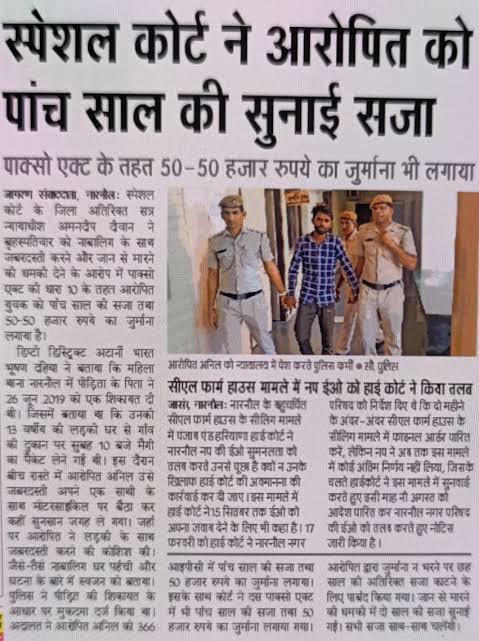 स्पेशल कोर्ट ने आरोपित को
पांच साल की सुनाई सजा
पाक्सो एक्ट के तहत 50-50 हजार रुपये का जुर्माना भी लगाया
जागरण संवाददाता, नारनौल: स्पेशल
कोर्ट के जिला अतिरिक्त सत्र
न्यायाधीश अमनदीप दीवान ने
बृहस्पतिवार को नाबालिग के साथ
जबरदस्ती करने और जान से मारने
की धमकी देने के आरोप में पाक्सो
एक्ट की धारा 10 के तहत आरोपित
युवक को पांच साल की सजा तथा
50-50 हजार रुपये का जुर्माना
लगाया है।
डिप्टी डिस्ट्रिक्ट अटार्नी भारत
भूषण दहिया ने बताया कि महिला
थाना नारनौल में पीड़िता के पिता ने
26 जून 2019 को एक शिकायत दी
थी। जिसमें बताया था कि उनकी
13 वर्षीय की लड़की घर से गांव
की दुकान पर सुबह 10 बजे मैगी
का पैकेट लेने गई थी। इस दौरान
बीच रास्ते में आरोपित अनिल उसे
जबरदस्ती अपने एक साथी के
साथ मोटरसाइकिल पर बैठा कर
कहीं सुनसान जगह ले गया। जहां
पर आरोपित ने लड़की के साथ
जबरदस्ती करने की कोशिश की।
जैसे-तैसे नाबालिग घर पहुंची और
घटना के बारे में स्वजन को बताया।
पुलिस ने पीड़िता की शिकायत के
आधार पर मुकदमा दर्ज किया था।
अदालत ने आरोपित अनिल को 366
आरोपित अनिल को न्यायालय में पेश करते पुलिस कर्मी ● सौ. पुलिस
सीएल फार्म हाउस मामले में नप ईओ को हाई कोर्ट ने किया तलब
जासं, नारनौल: नारनौल के बहुचर्चित
सीएल फार्म हाउस के सीलिंग मामले
में पंजाब एंड हरियाणा हाई कोर्ट ने
नारनौल नप की ईओ सुमनलता को
तलब करते उनसे पूछा है क्यों न उनके
खिलाफ हाई कोर्ट की अवमानना की
कार्रवाई कर दी जाए। इस मामले में
हाई कोर्ट ने 15 सितंबर तक ईओ को
अपना जवाब देने के लिए भी कहा है। 17
फरवरी को हाई कोर्ट ने नारनौल नगर
परिषद को निर्देश दिए थे कि दो महीने
के अंदर-अंदर सीएल फार्म हाउस के
सीलिंग मामले में फाइनल आर्डर पारित
करे, लेकिन नप ने अब तक इस मामले
में कोई अंतिम निर्णय नहीं लिया, जिसके
चलते हाईकोर्ट ने इस मामले में सुनवाई
करते हुए इसी माह नौ अगस्त को
आदेश पारित कर नारनौल नगर परिषद
की ईओ को तलब करते हुए नोटिस
जारी किया है।
आइपीसी में पांच साल की सजा तथा
50 हजार रुपये का जुर्माना लगाया।
इसके साथ कोर्ट ने दस पाक्सो एक्ट
में भी पांच साल की सजा तथा 50
हजार रुपये का जुर्माना लगाया गया।
आरोपित द्वारा जुर्माना न भरने पर छह
साल की अतिरिक्त सजा काटने के
लिए पाबंद किया गया। जान से मारने
की धमकी में दो साल की सजा सुनाई
गई। सभी सजा साथ-साथ चलेंगी।